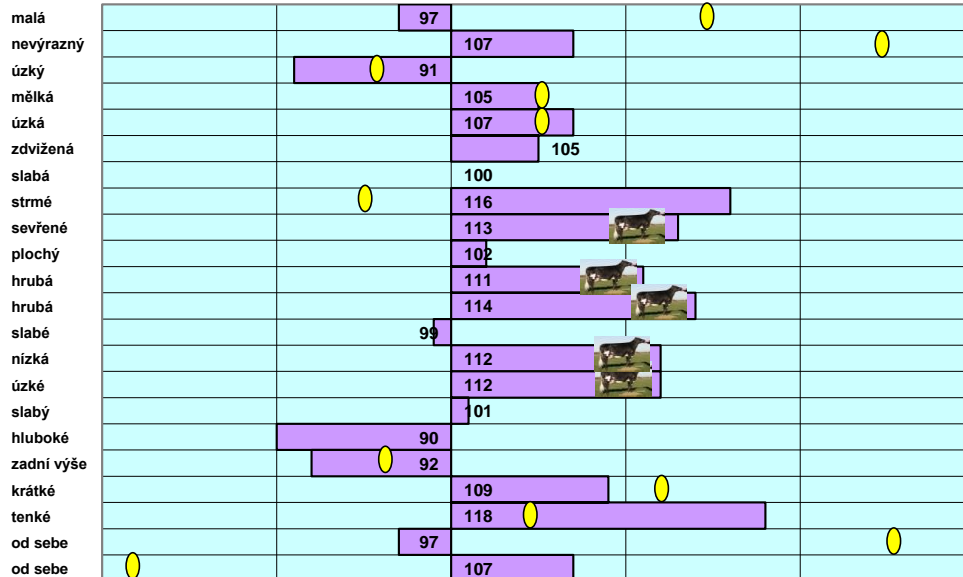 malá 97
nevýrazný 107
úzký 91
mělká 105
úzká 107
zdvižená 105
slabá 100
strmé 116
sevřené 113
plochý 102
hrubá 111
hrubá 114
slabé 99
nízká 112
úzké 112
slabý 101
hluboké 90
zadní výše 92
krátké 109
tenké 118
od sebe 97
od sebe 107